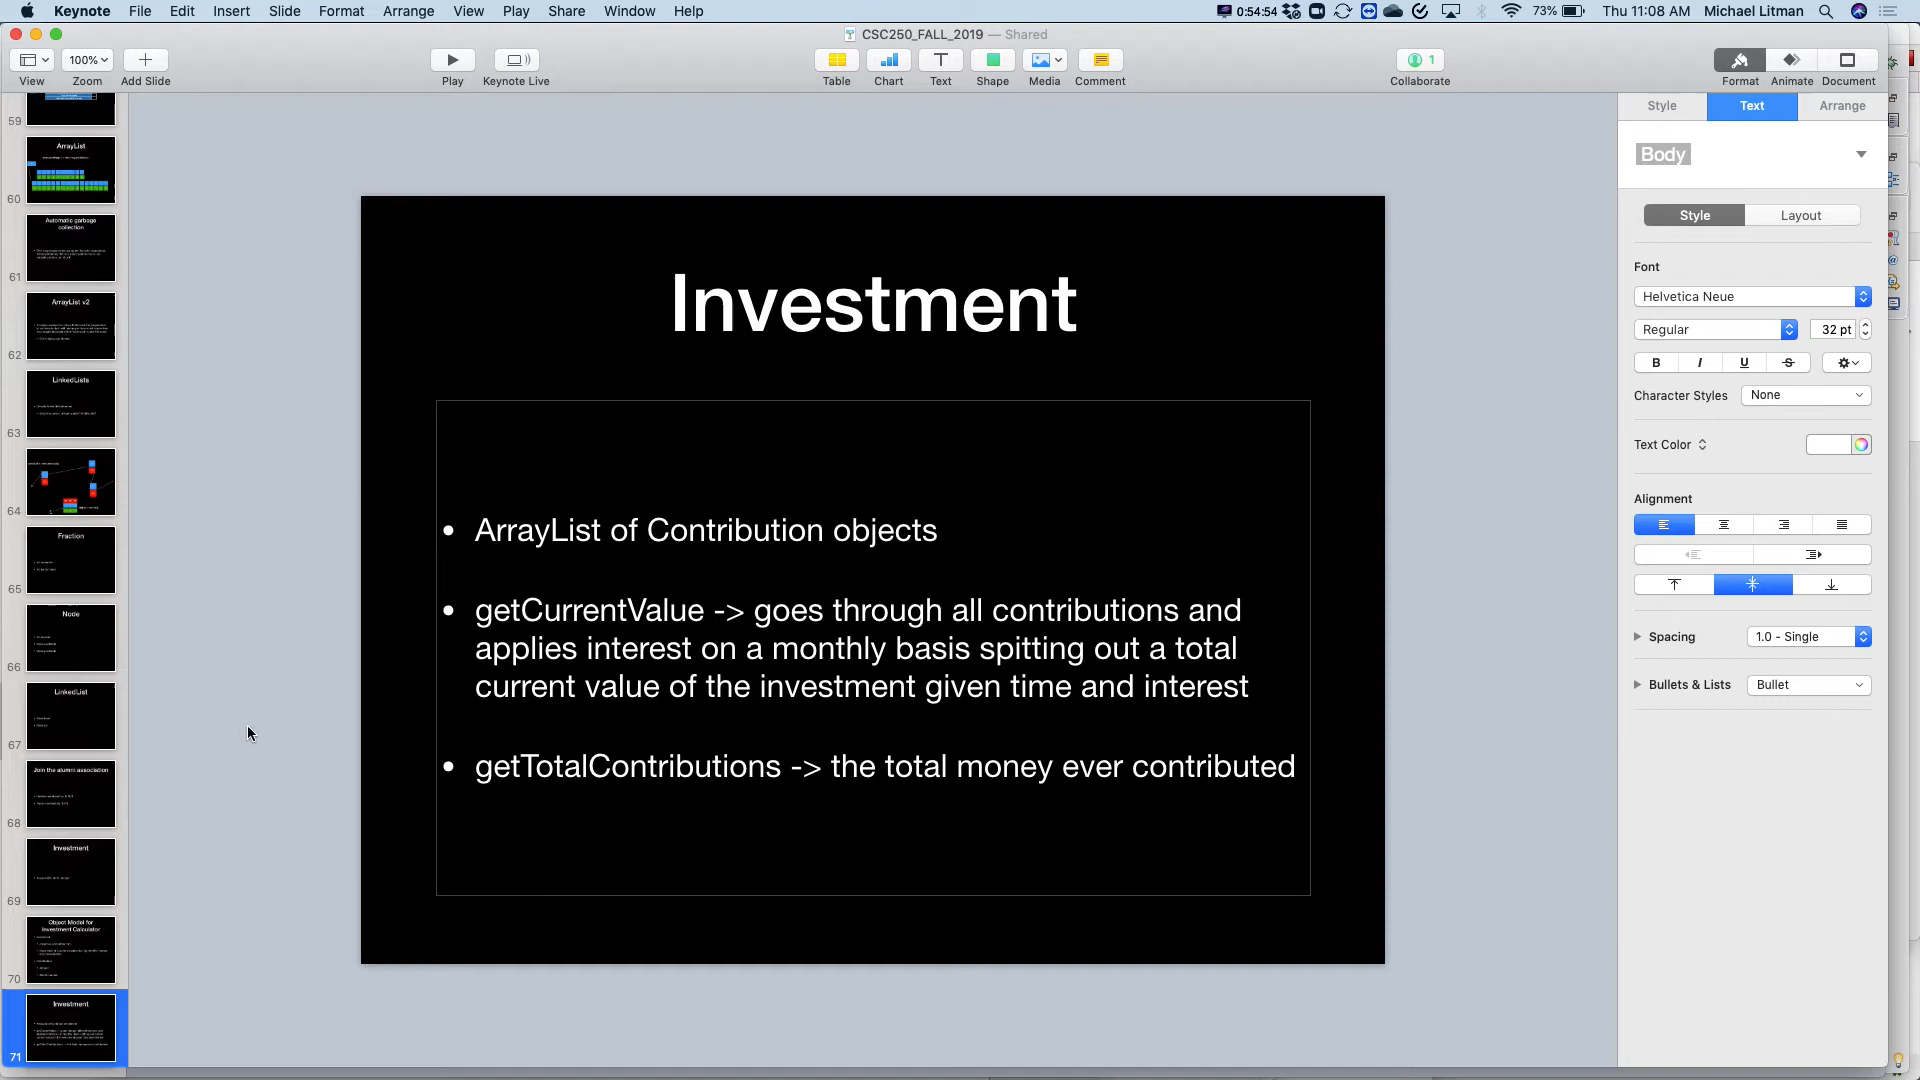 Keynote File Edit Insert Slide Format Arrange View Play Share Window Help 0:54:54 73% Thu 11:08 AM Michael Litman
CSC250_FALL_2019 — Shared
100%
View Zoom Add Slide Play Keynote Live Table Chart Text Shape Media Comment Collaborate 1 Format Animate Document
59
ArrayList
60
Automatic garbage
collection
61
ArrayList v2
62
LinkedLists
63
64
Fraction
65
Node
66
LinkedList
67
Join the alumni association
68
Investment
69
Object Model for
Investment Calculator
70
Investment
71
Investment
• ArrayList of Contribution objects
• getCurrentValue -> goes through all contributions and
applies interest on a monthly basis spitting out a total
current value of the investment given time and interest
• getTotalContributions -> the total money ever contributed
Style Text Arrange
Body
Style Layout
Font
Helvetica Neue
Regular 32 pt
B I U S
Character Styles None
Text Color
Alignment
Spacing 1.0 - Single
Bullets & Lists Bullet